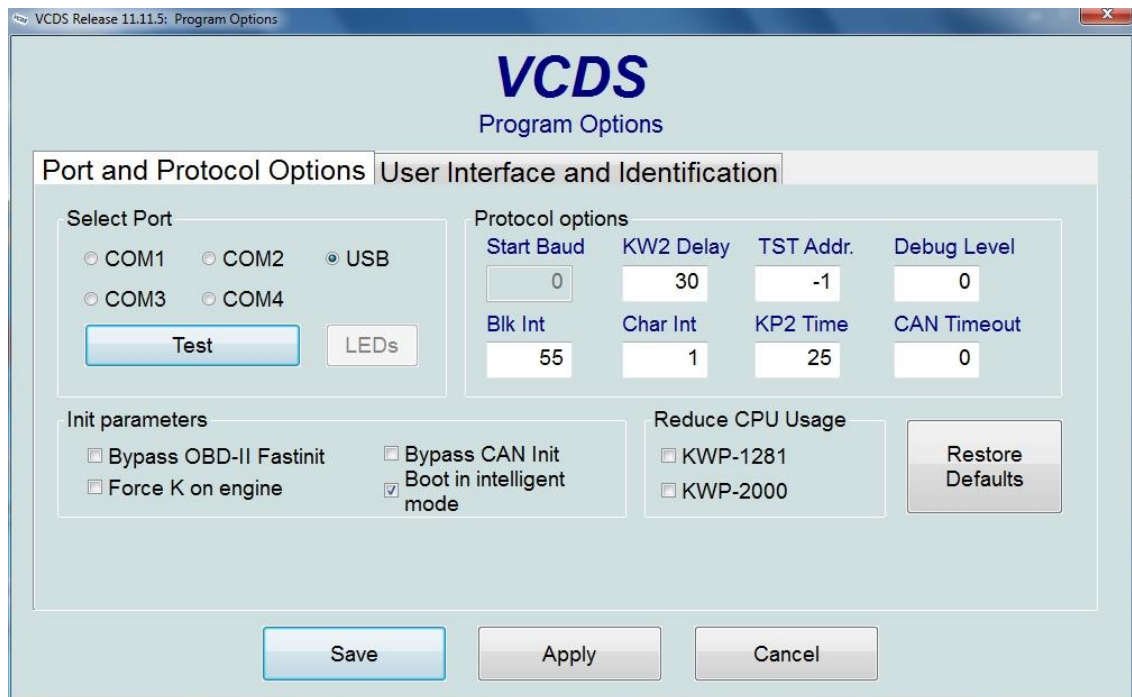 VCDS Release 11.11.5: Program Options
VCDS
Program Options
Port and Protocol Options
User Interface and Identification
Select Port
COM1
COM2
USB
COM3
COM4
Test
LEDs
Protocol options
Start Baud
KW2 Delay
TST Addr.
Debug Level
0
30
-1
0
Blk Int
Char Int
KP2 Time
CAN Timeout
55
1
25
0
Init parameters
Bypass OBD-II Fastinit
Force K on engine
Bypass CAN Init
Boot in intelligent
mode
Reduce CPU Usage
KWP-1281
KWP-2000
Restore
Defaults
Save
Apply
Cancel